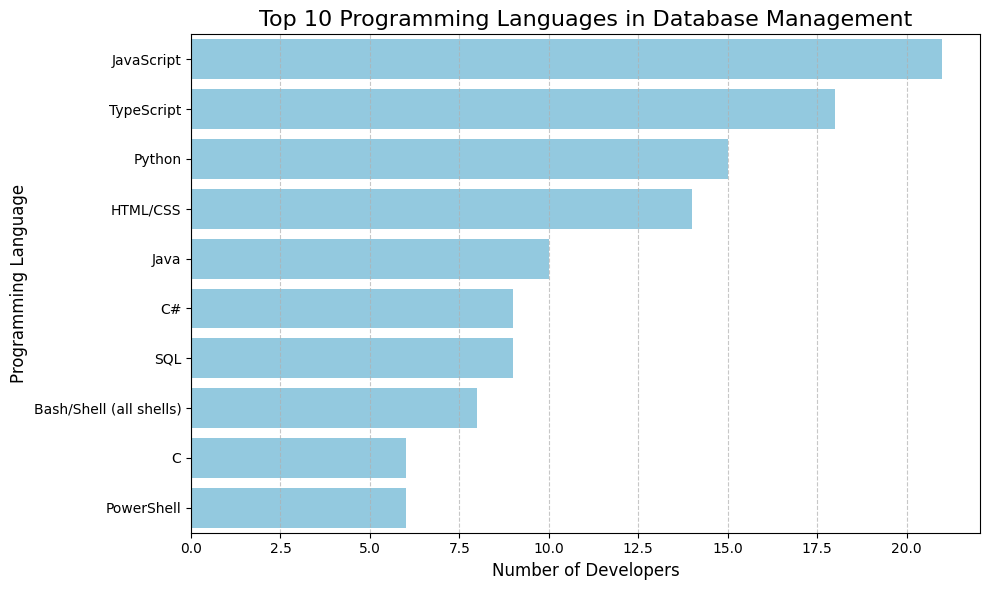 Top 10 Programming Languages in Database Management
Programming Language
JavaScript
TypeScript
Python
HTML/CSS
Java
C#
SQL
Bash/Shell (all shells)
C
PowerShell
0.0 2.5 5.0 7.5 10.0 12.5 15.0 17.5 20.0
Number of Developers